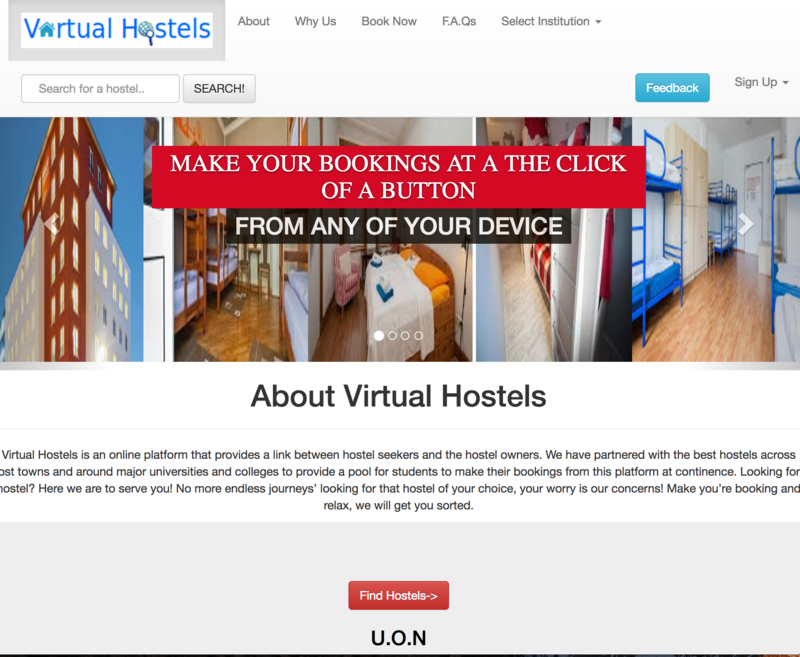 Virtual Hostels
About Why Us Book Now F.A.Qs Select Institution
Search for a hostel.. SEARCH! Feedback Sign Up
MAKE YOUR BOOKINGS AT A THE CLICK
OF A BUTTON
FROM ANY OF YOUR DEVICE
About Virtual Hostels
Virtual Hostels is an online platform that provides a link between hostel seekers and the hostel owners. We have partnered with the best hostels across
ost towns and around major universities and colleges to provide a pool for students to make their bookings from this platform at continence. Looking for
hostel? Here we are to serve you! No more endless journeys’ looking for that hostel of your choice, your worry is our concerns! Make you’re booking and
relax, we will get you sorted.
Find Hostels->
U.O.N